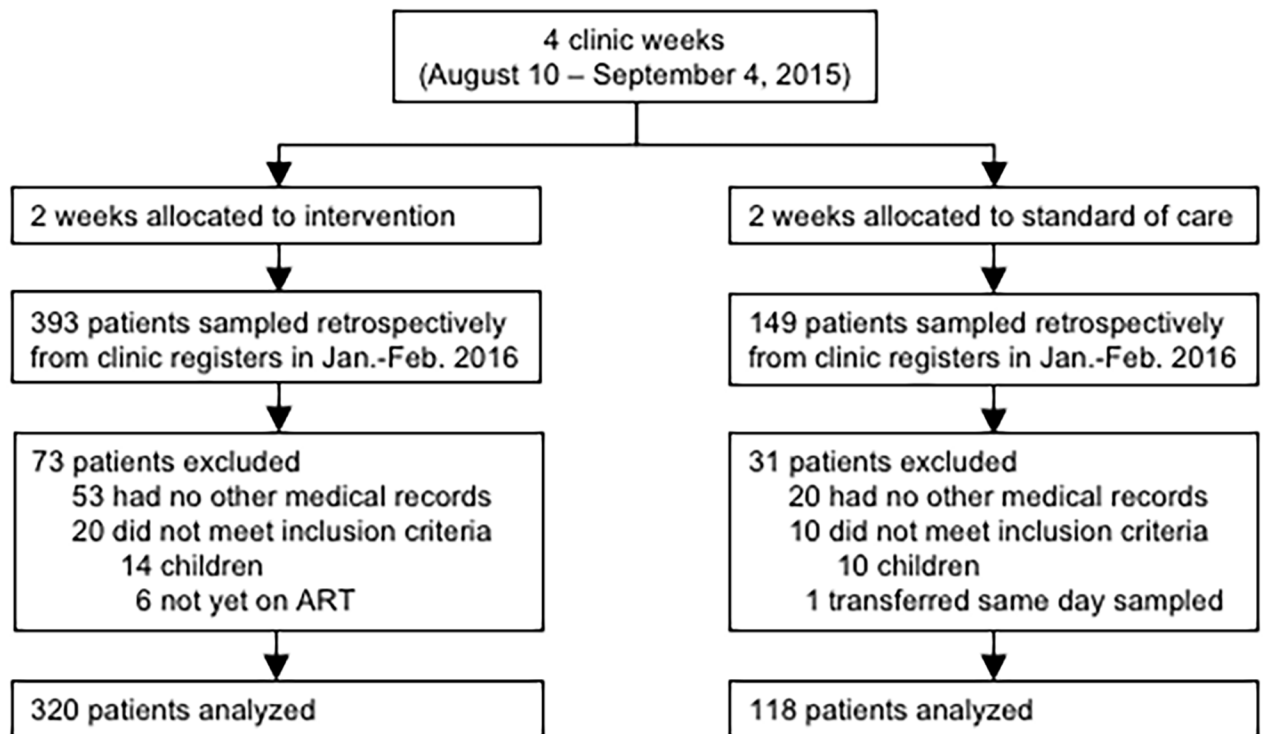 4 clinic weeks
(August 10 – September 4, 2015)
2 weeks allocated to intervention
2 weeks allocated to standard of care
393 patients sampled retrospectively
from clinic registers in Jan.-Feb. 2016
149 patients sampled retrospectively
from clinic registers in Jan.-Feb. 2016
73 patients excluded
53 had no other medical records
20 did not meet inclusion criteria
14 children
6 not yet on ART
31 patients excluded
20 had no other medical records
10 did not meet inclusion criteria
10 children
1 transferred same day sampled
320 patients analyzed
118 patients analyzed